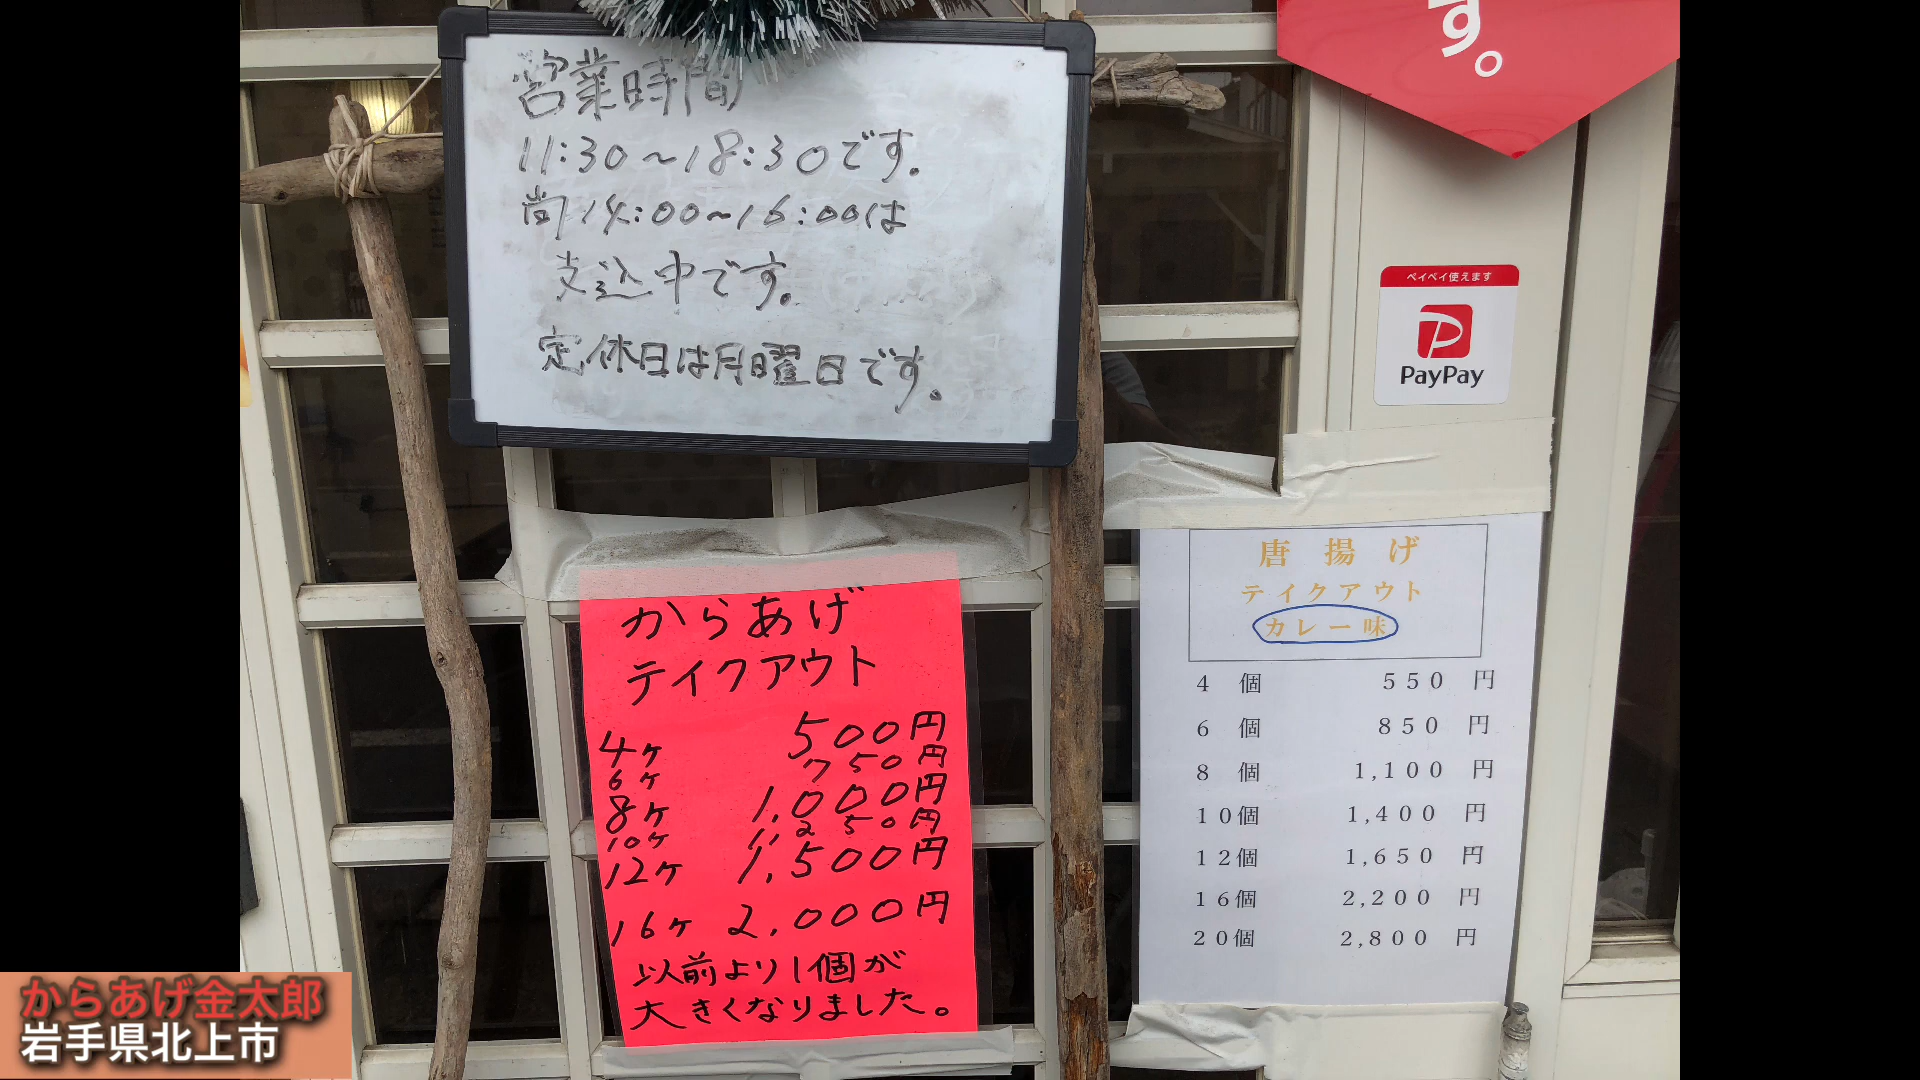 営業時間
11:30～18:30です。
尚14:00～16:00は
支込中です。
定休日は月曜日です。
す。
ペイペイ使えます
PayPay
からあげ
テイクアウト
4ヶ 500円
6ヶ 750円
8ヶ 1,000円
10ヶ 1,250円
12ヶ 1,500円
16ヶ 2,000円
以前より1個が
大きくなりました。
唐揚げ
テイクアウト
カレー味
4個 550円
6個 850円
8個 1,100円
10個 1,400円
12個 1,650円
16個 2,200円
20個 2,800円
からあげ金太郎
岩手県北上市